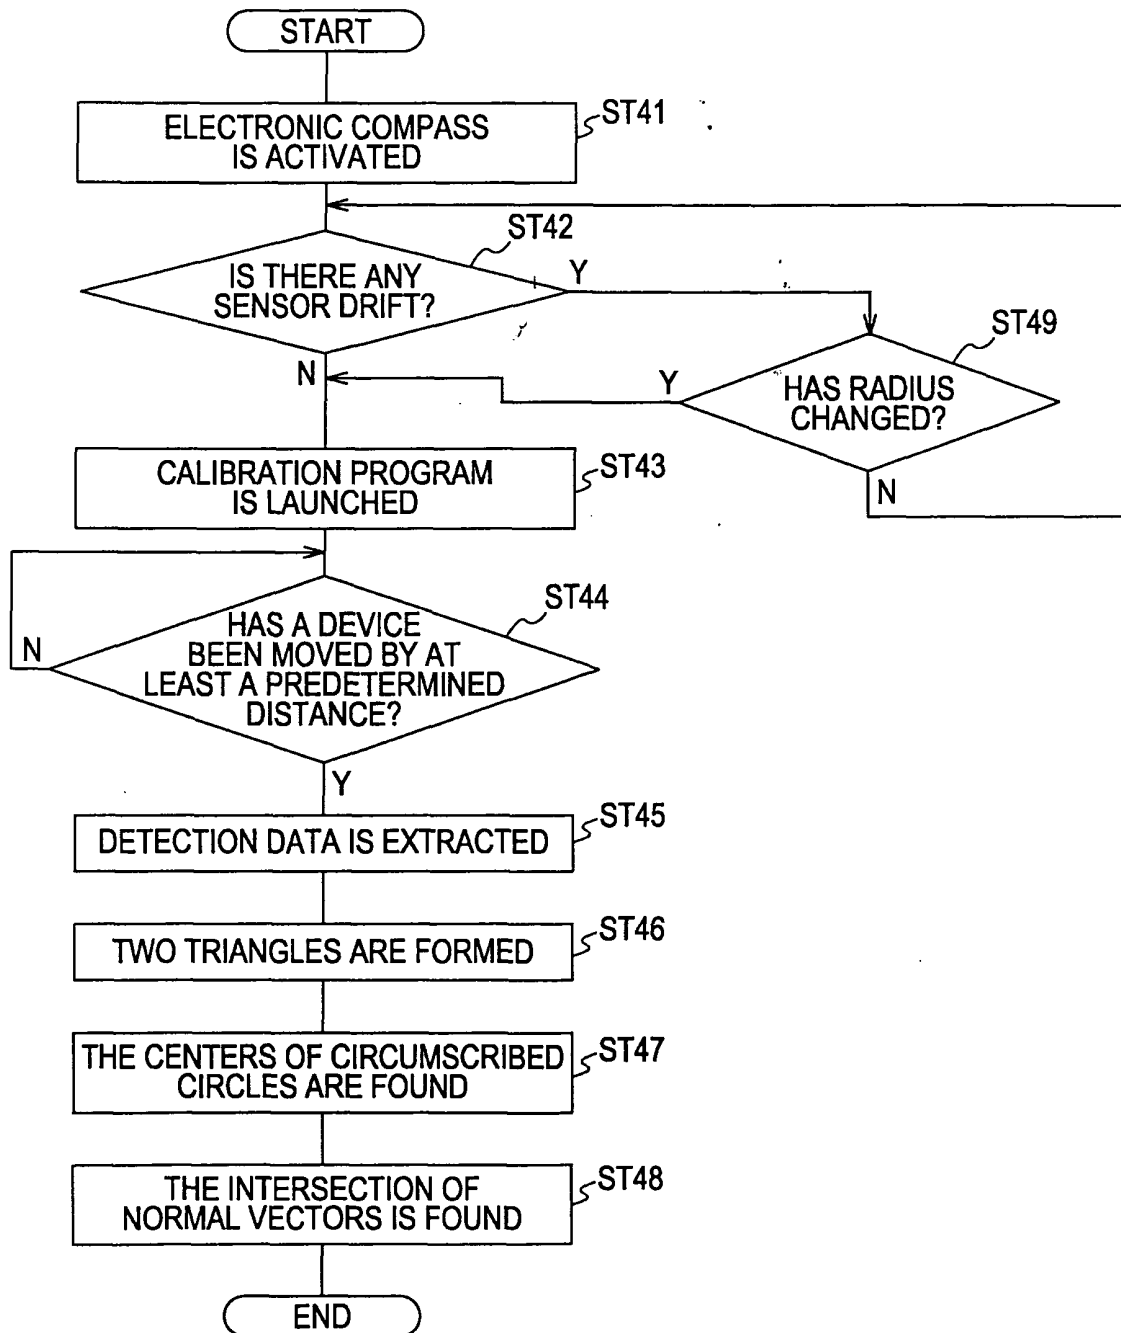 START
ELECTRONIC COMPASS
IS ACTIVATED
ST41
ST42
IS THERE ANY
SENSOR DRIFT?
Y
N
ST49
HAS RADIUS
CHANGED?
Y
N
CALIBRATION PROGRAM
IS LAUNCHED
ST43
ST44
HAS A DEVICE
BEEN MOVED BY AT
LEAST A PREDETERMINED
DISTANCE?
N
Y
ST45
DETECTION DATA IS EXTRACTED
ST46
TWO TRIANGLES ARE FORMED
ST47
THE CENTERS OF CIRCUMSCRIBED
CIRCLES ARE FOUND
ST48
THE INTERSECTION OF
NORMAL VECTORS IS FOUND
END